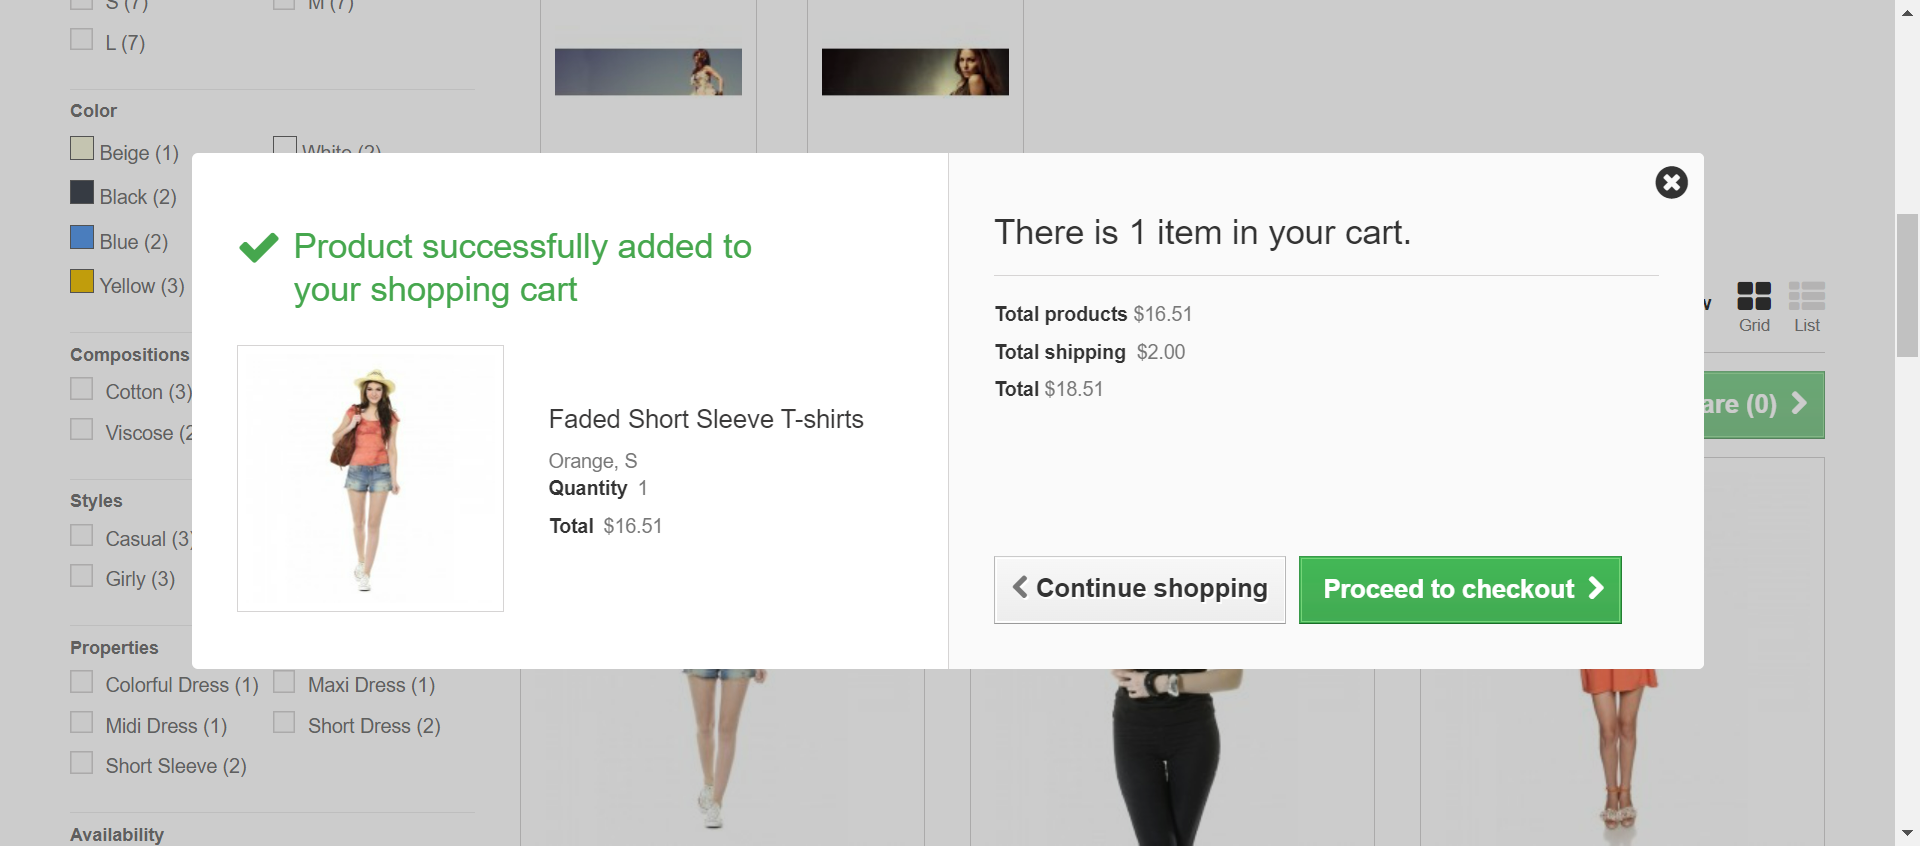 S (7)
M (7)
L (7)
Color
Beige (1)
White (2)
Black (2)
Blue (2)
Yellow (3)
Compositions
Cotton (3)
Viscose (2
Styles
Casual (3)
Girly (3)
Properties
Colorful Dress (1)
Maxi Dress (1)
Midi Dress (1)
Short Dress (2)
Short Sleeve (2)
Availability
Product successfully added to
your shopping cart
Faded Short Sleeve T-shirts
Orange, S
Quantity 1
Total $16.51
There is 1 item in your cart.
Total products $16.51
Total shipping $2.00
Total $18.51
Continue shopping
Proceed to checkout
Grid
List
are (0)